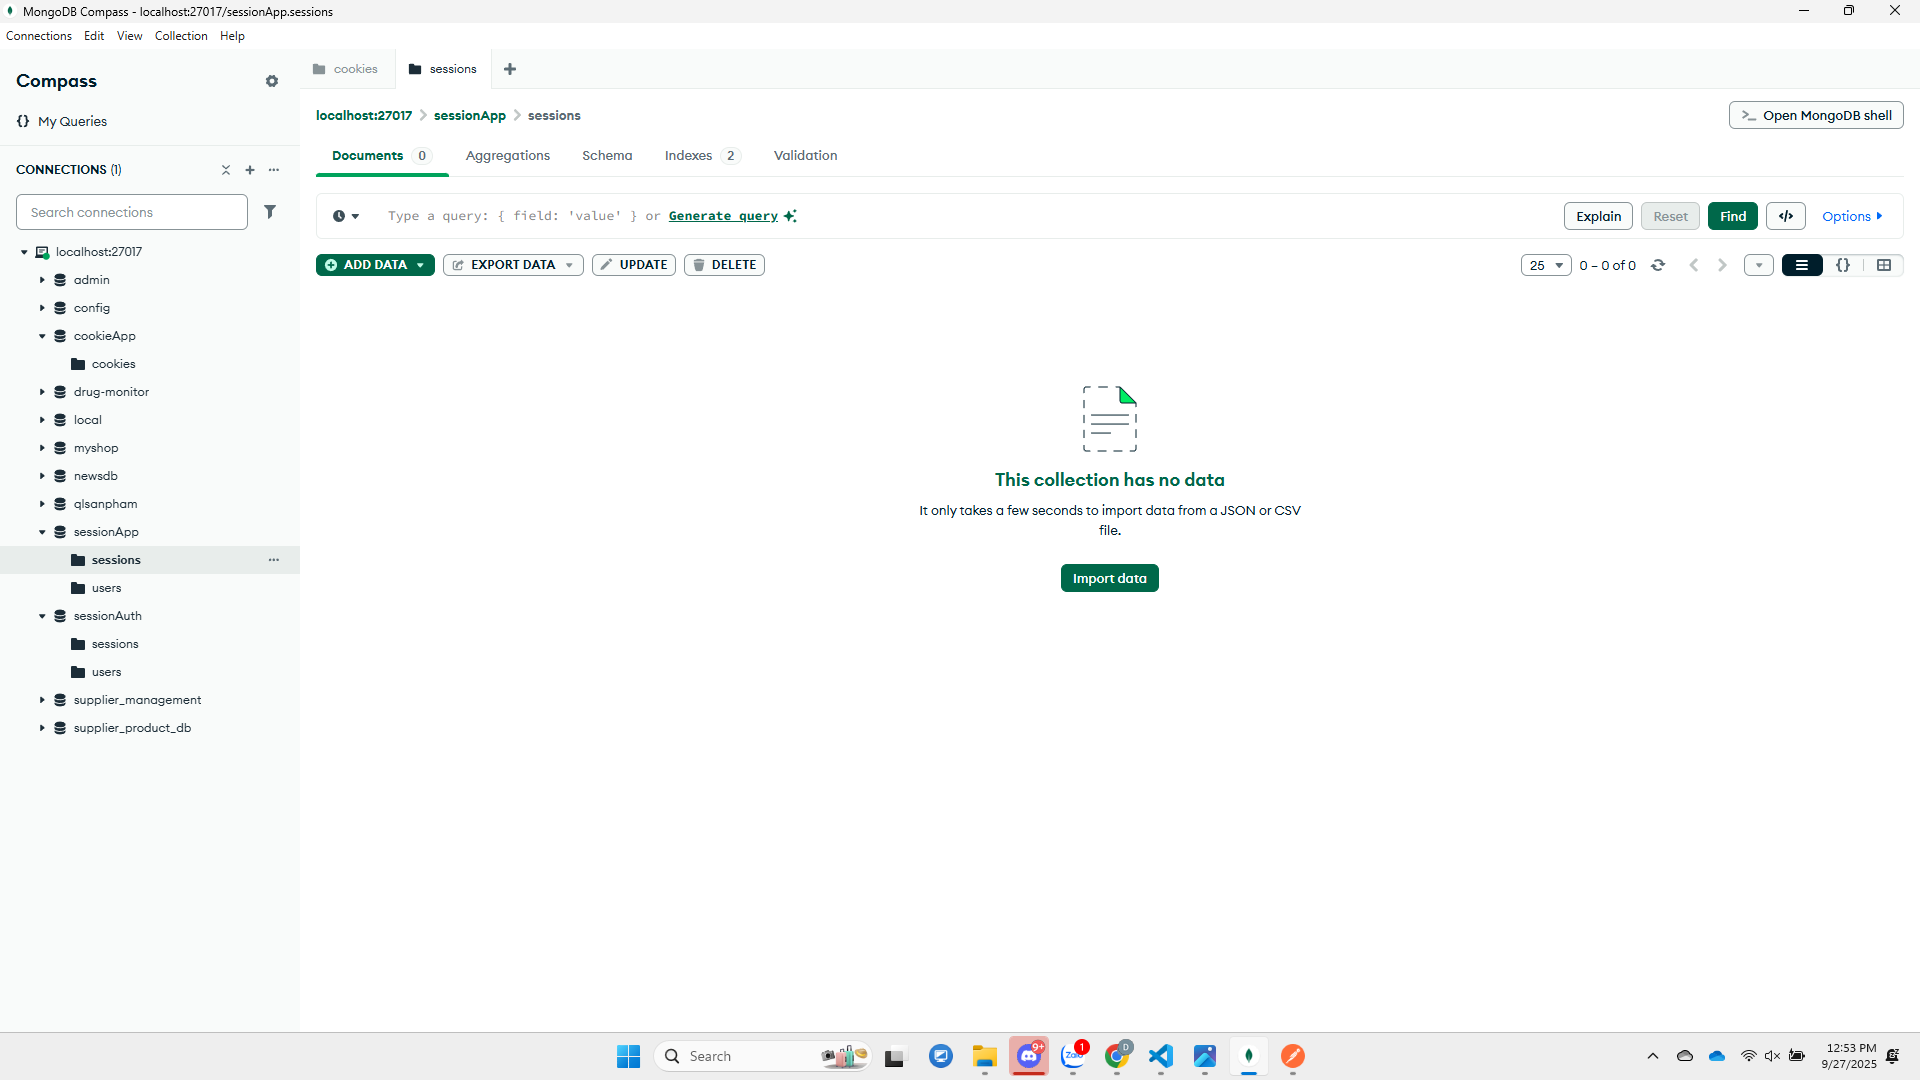 MongoDB Compass - localhost:27017/sessionApp.sessions
Connections Edit View Collection Help
Compass
{} My Queries
CONNECTIONS (1)
Search connections
localhost:27017
admin
config
cookieApp
cookies
drug-monitor
local
myshop
newsdb
qlsanpham
sessionApp
sessions
users
sessionAuth
sessions
users
supplier_management
supplier_product_db
cookies sessions
localhost:27017 sessionApp sessions
>_ Open MongoDB shell
Documents 0 Aggregations Schema Indexes 2 Validation
Type a query: { field: 'value' } or Generate query
Explain Reset Find </> Options
ADD DATA EXPORT DATA UPDATE DELETE
25 0 – 0 of 0 {}
This collection has no data
It only takes a few seconds to import data from a JSON or CSV
file.
Import data
Search 9+ Zalo 1 D
12:53 PM
9/27/2025